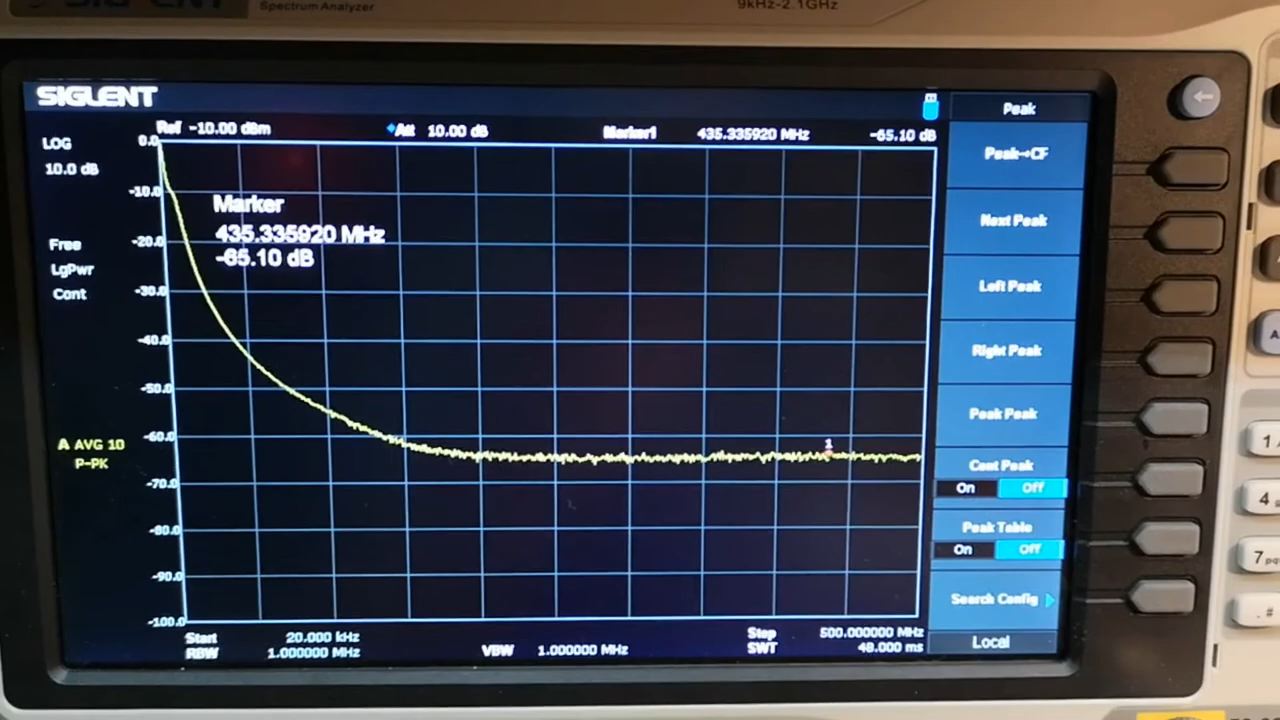 SIGLENT
Spectrum Analyzer
9kHz-2.1GHz
SIGLENT
Ref -10.00 dBm
Att 10.00 dB
Marker1 435.335920 MHz -65.10 dB
LOG
10.0 dB
Free
LgPwr
Cont
A AVG 10
P-PK
0.0
-10.0
-20.0
-30.0
-40.0
-50.0
-60.0
-70.0
-80.0
-90.0
-100.0
Marker
435.335920 MHz
-65.10 dB
1
Start 20.000 kHz
RBW 1.000000 MHz
VBW 1.000000 MHz
Stop 500.000000 MHz
SWT 48.000 ms
Peak
Peak→CF
Next Peak
Left Peak
Right Peak
Peak Peak
Cont Peak
On Off
Peak Table
On Off
Search Config
Local
1
4
7